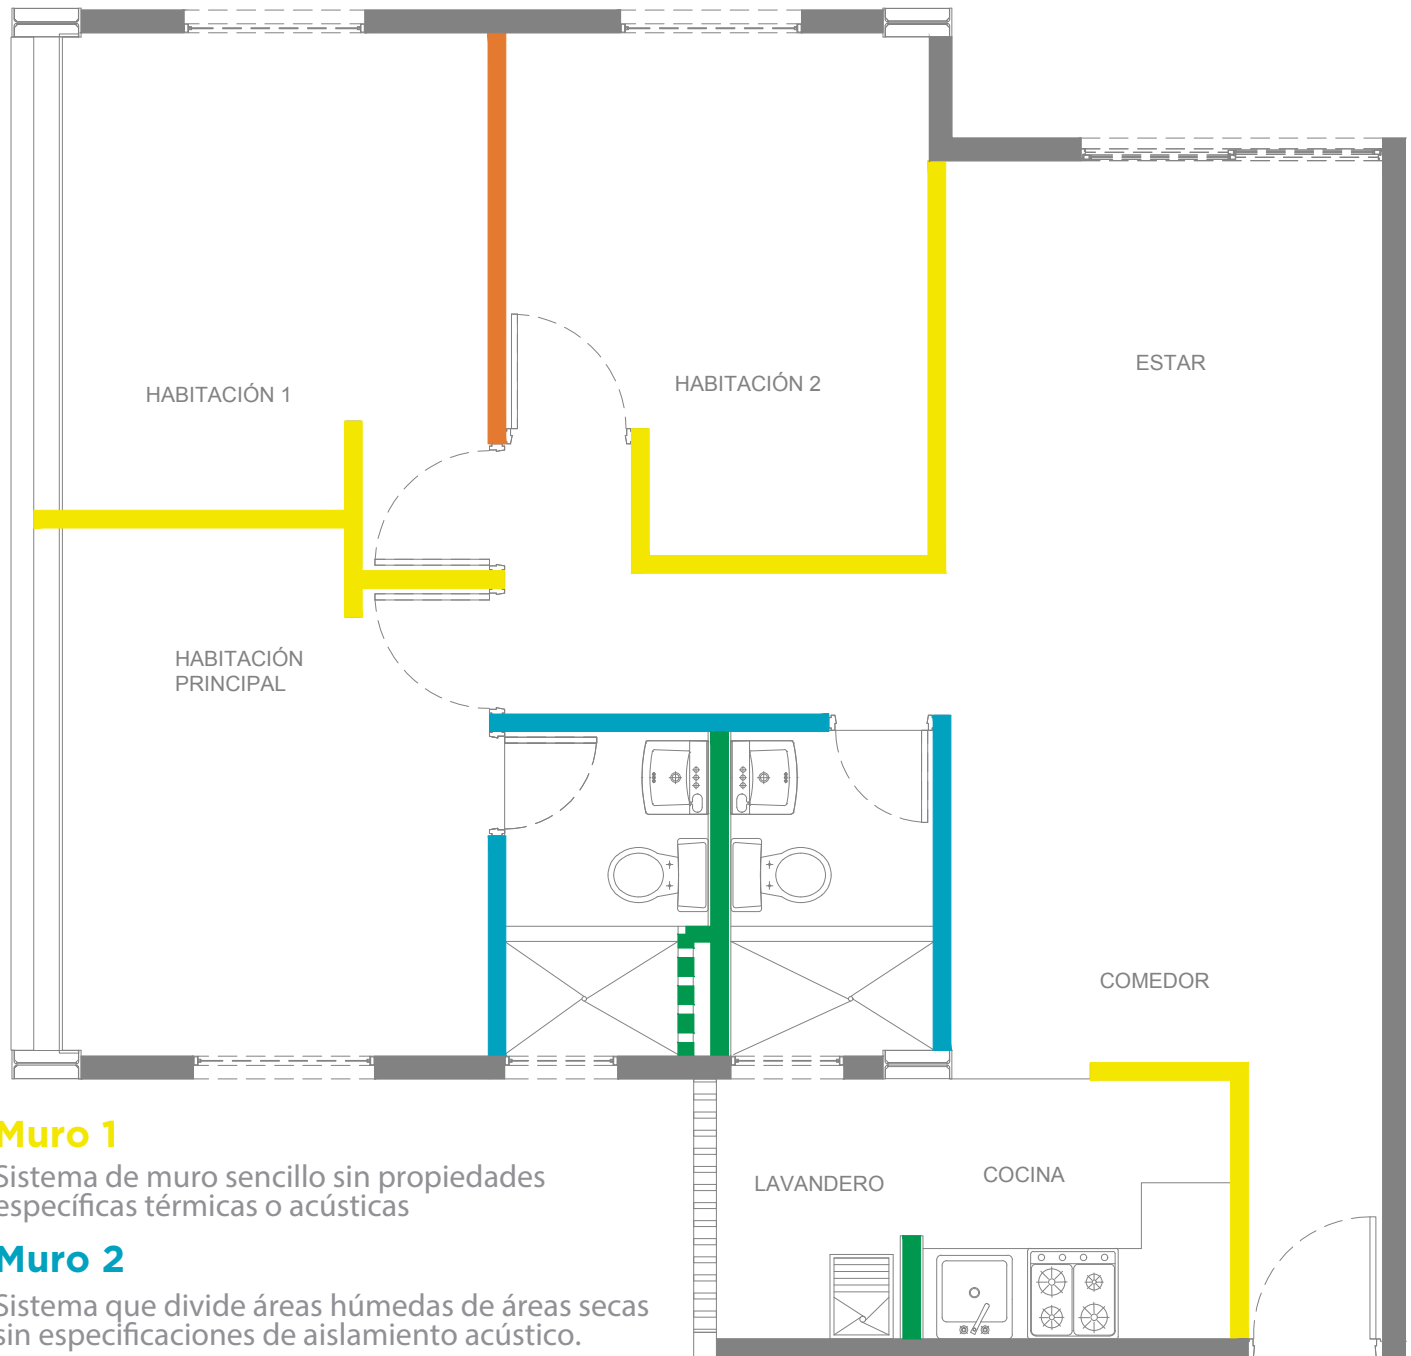 HABITACIÓN 1
HABITACIÓN 2
ESTAR
HABITACIÓN
PRINCIPAL
COMEDOR
LAVANDERO
COCINA
Muro 1
Sistema de muro sencillo sin propiedades
específicas térmicas o acústicas
Muro 2
Sistema que divide áreas húmedas de áreas secas
sin especificaciones de aislamiento acústico.